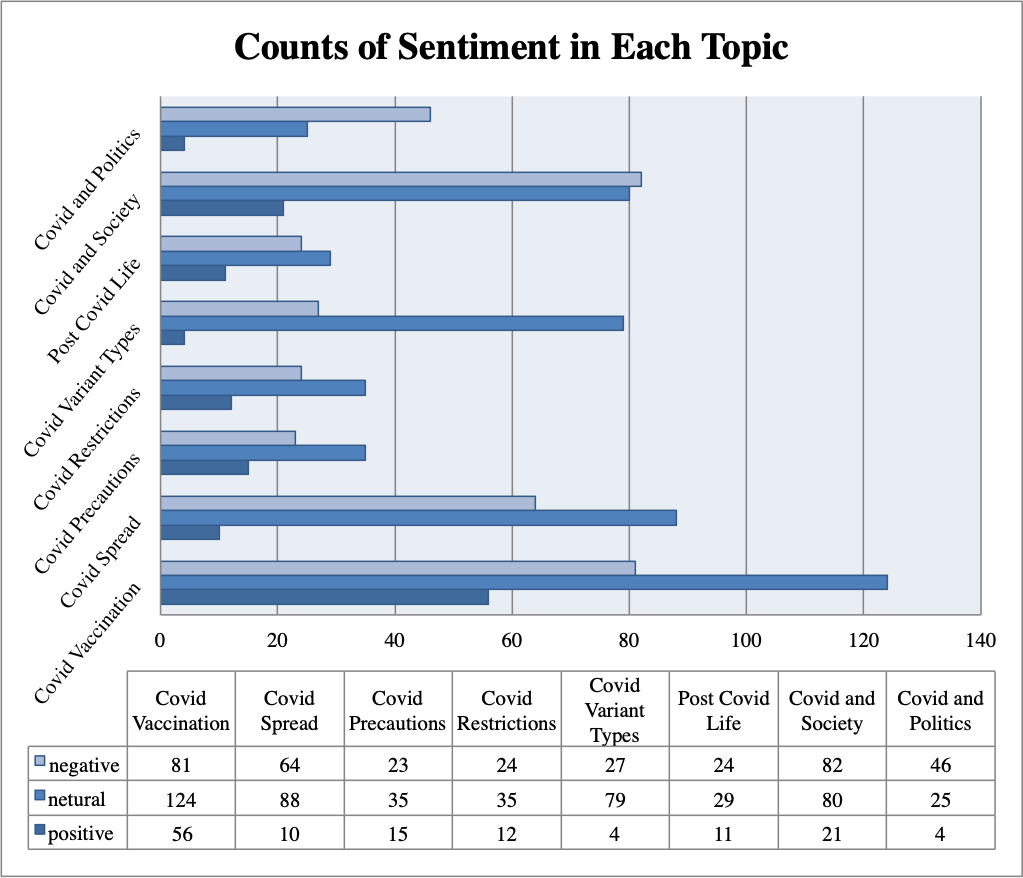 Counts of Sentiment in Each Topic
Covid and Politics
Covid and Society
Post Covid Life
Covid Variant Types
Covid Restrictions
Covid Precautions
Covid Spread
Covid Vaccination
0 20 40 60 80 100 120 140
Covid Vaccination Covid Spread Covid Precautions Covid Restrictions Covid Variant Types Post Covid Life Covid and Society Covid and Politics
negative 81 64 23 24 27 24 82 46
netural 124 88 35 35 79 29 80 25
positive 56 10 15 12 4 11 21 4